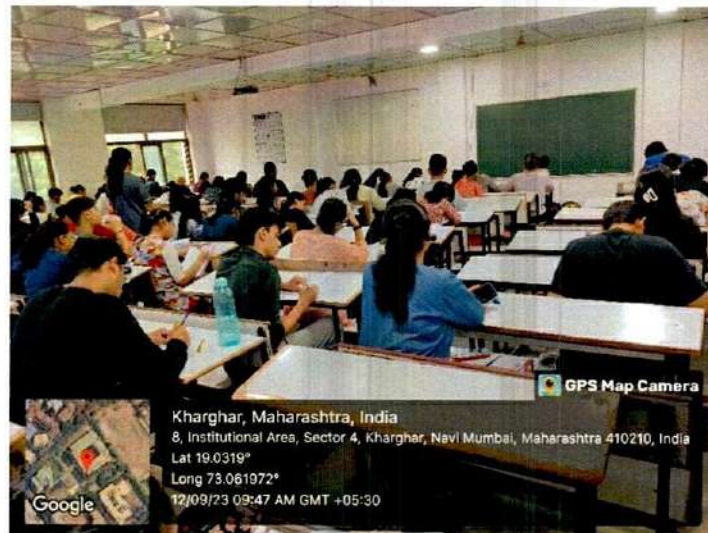 GPS Map Camera
Kharghar, Maharashtra, India
8, Institutional Area, Sector 4, Kharghar, Navi Mumbai, Maharashtra 410210, India
Lat 19.0319°
Long 73.061972°
12/09/23 09:47 AM GMT +05:30
Google